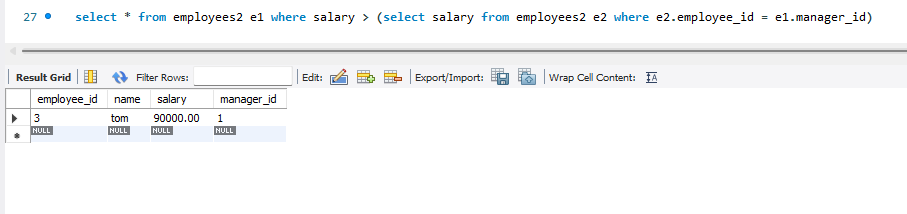 27 select * from employees2 e1 where salary > (select salary from employees2 e2 where e2.employee_id = e1.manager_id)
Result Grid Filter Rows: Edit: Export/Import: Wrap Cell Content: IA
employee_id name salary manager_id
3 tom 90000.00 1
NULL NULL NULL NULL